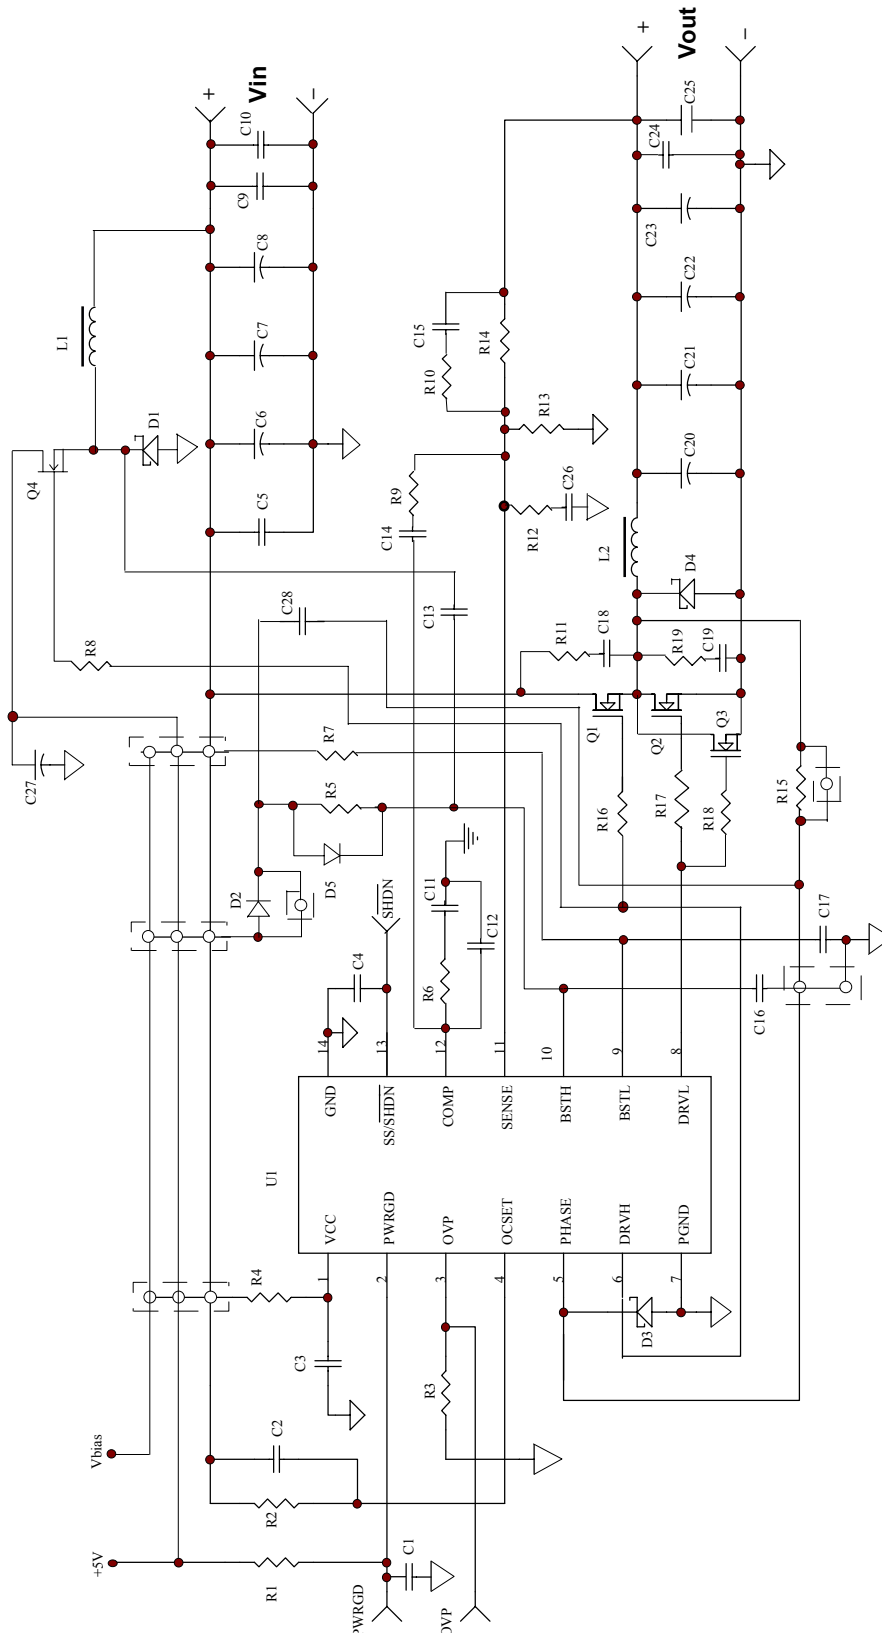 +
Vin
-
C10
C9
C8
C7
C6
C5
L1
D1
Q4
C27
R8
+
Vout
-
C25
C24
C23
C22
C21
C20
C15
R10
R14
R13
R9
C14
R12
C26
L2
D4
C28
C13
R11
C18
R19
C19
Q1
Q2
Q3
R7
R5
D5
D2
R16
R17
R18
R15
SHDN
C4
C11
C12
R6
C17
C16
14
13
12
11
10
9
8
GND
SS/SHDN
COMP
SENSE
BSTH
BSTL
DRVL
U1
VCC
PWRGD
OVP
OCSET
PHASE
DRVH
PGND
1
2
3
4
5
6
7
R4
C3
R3
D3
Vbias
C2
R2
+5V
R1
C1
PWRGD
OVP